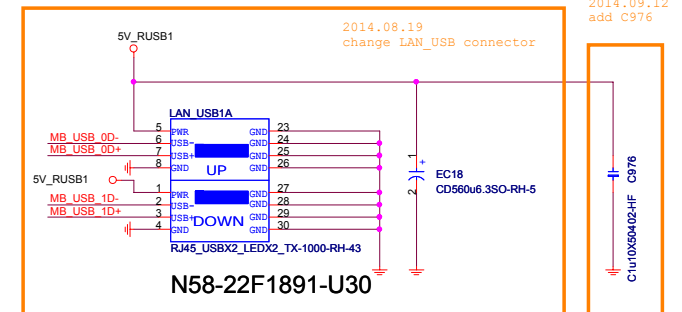 2014.09.12
add C976
2014.08.19
change LAN_USB connector
5V_RUSB1
LAN_USB1A
5 PWR GND 23
MB_USB_0D- 6 USB- GND 24
MB_USB_0D+ 7 USB+ GND 25
8 GND UP GND 26
5V_RUSB1
1 PWR GND 27
MB_USB_1D- 2 USB- GND 28
MB_USB_1D+ 3 USB+ DOWN GND 29
4 GND GND 30
RJ45_USBX2_LEDX2_TX-1000-RH-43
N58-22F1891-U30
1
+
2
EC18
CD560u6.3SO-RH-5
C976
C1u10X50402-HF